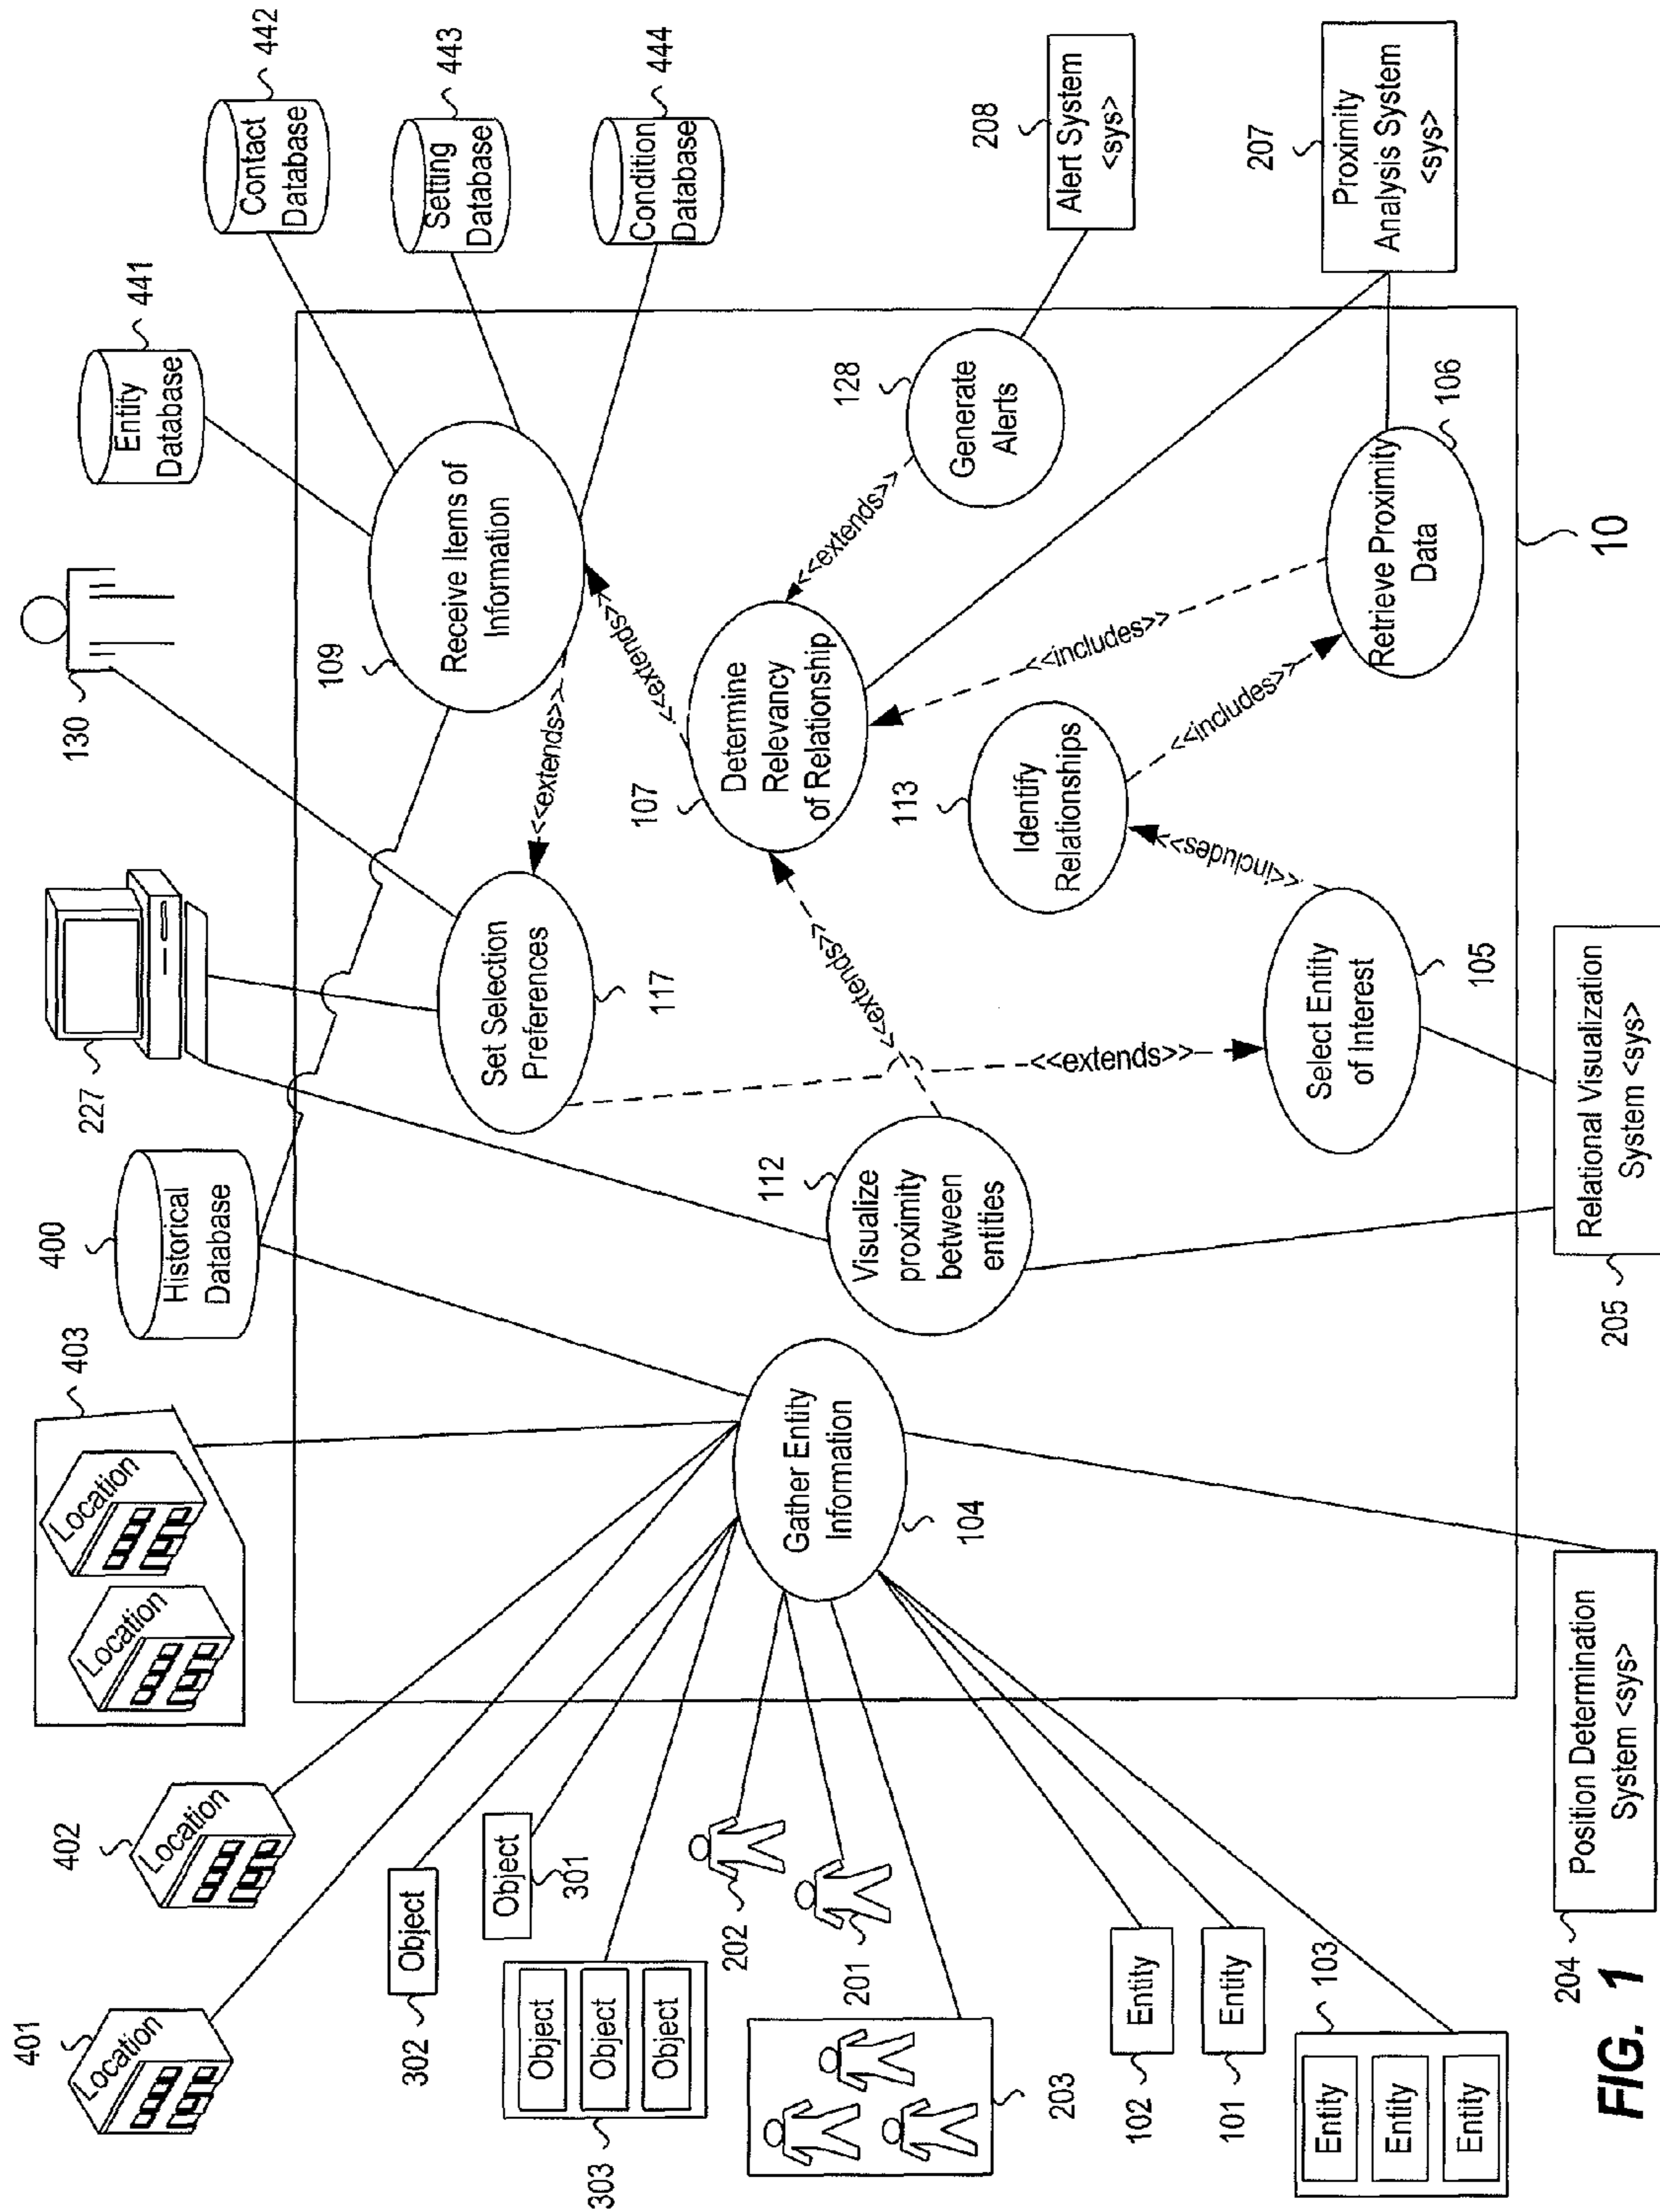 401
Location
402
Location
403
Location
Location
400
Historical
Database
227
130
441
Entity
Database
442
Contact
Database
443
Setting
Database
444
Condition
Database
302
Object
Object
301
303
Object
Object
Object
202
201
203
102
Entity
Entity
101
103
Entity
Entity
Entity
Gather Entity
Information
104
109
Receive Items of
Information
Set Selection
Preferences
117
<<extends>>
<<extends>>
107
Determine
Relevancy
of Relationship
<<extends>>
128
Generate
Alerts
208
Alert System
<sys>
112
Visualize
proximity
between
entities
<<extends>>
<<extends>>
113
Identify
Relationships
<<includes>>
<<includes>>
<<includes>>
Select Entity
of Interest
105
Retrieve Proximity
Data
106
207
Proximity
Analysis System
<sys>
10
204
Position Determination
System <sys>
205
Relational Visualization
System <sys>
FIG. 1